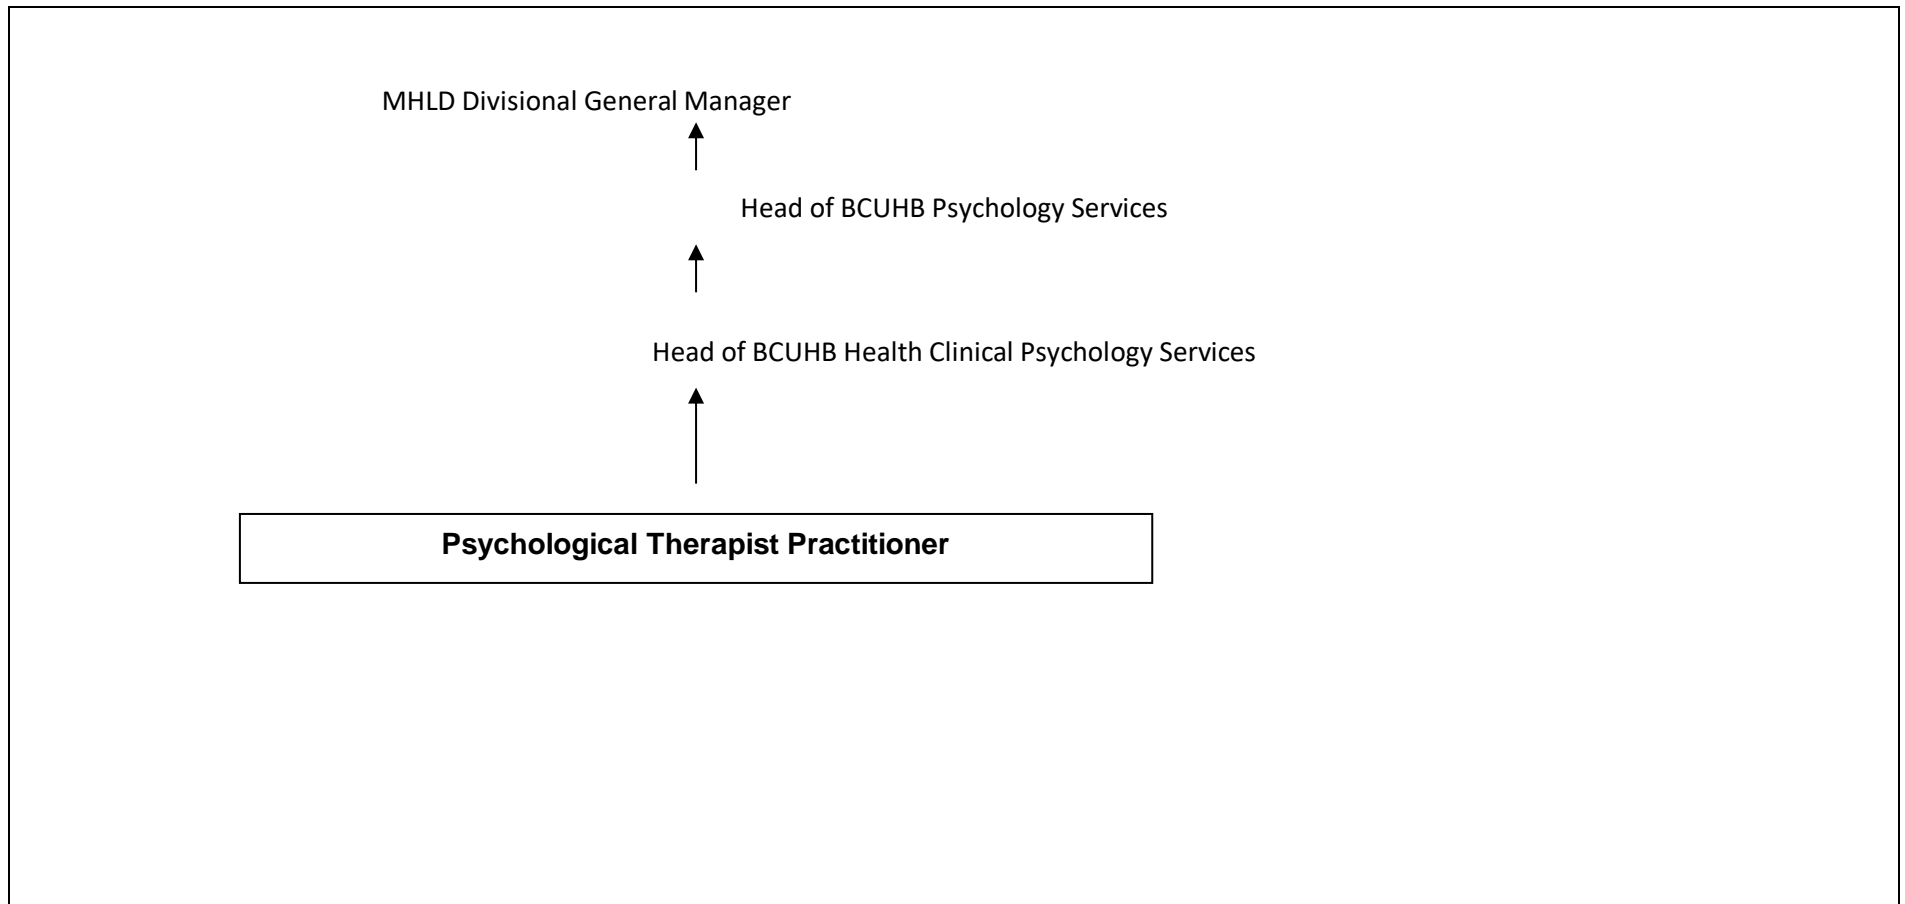 MHLD Divisional General Manager
Head of BCUHB Psychology Services
Head of BCUHB Health Clinical Psychology Services
Psychological Therapist Practitioner